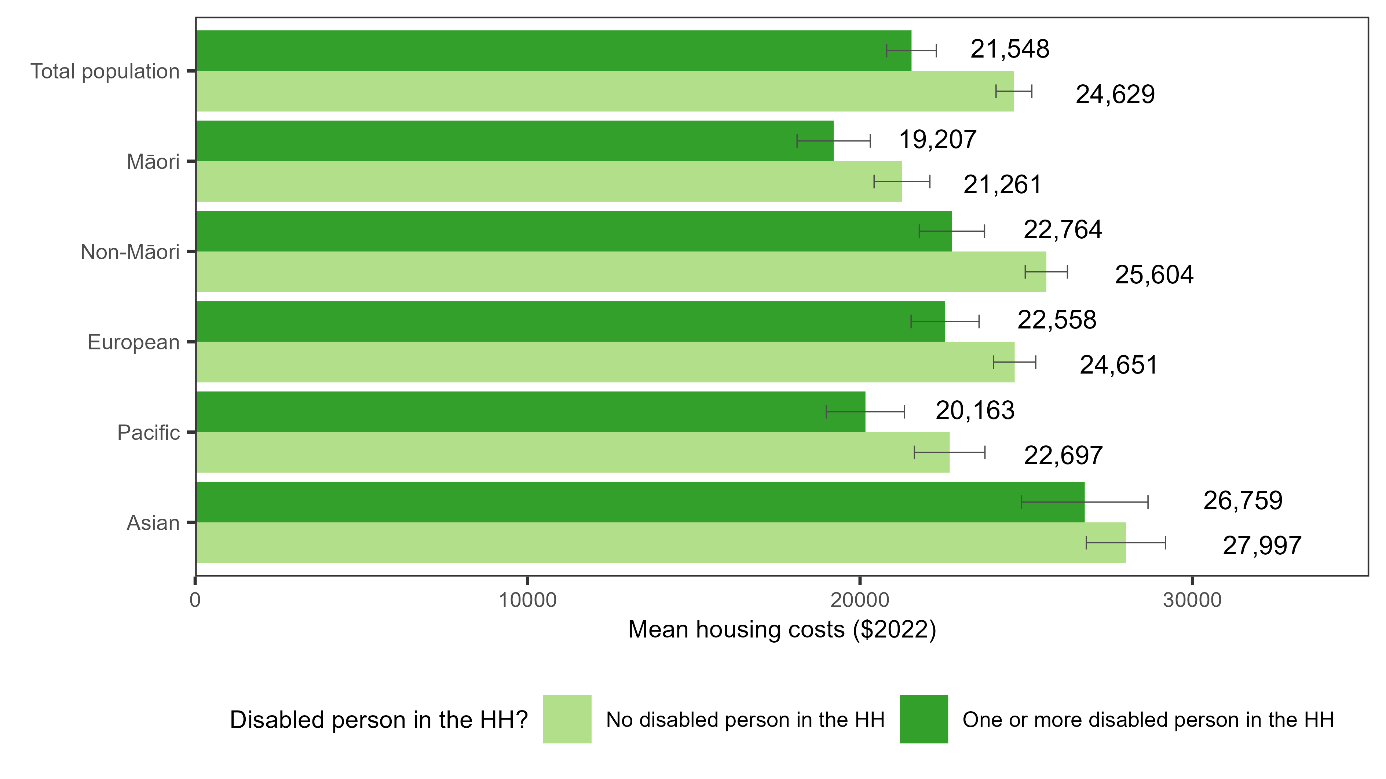 Total population
21,548
24,629
Māori
19,207
21,261
Non-Māori
22,764
25,604
European
22,558
24,651
Pacific
20,163
22,697
Asian
26,759
27,997
0 10000 20000 30000
Mean housing costs ($2022)
Disabled person in the HH? No disabled person in the HH One or more disabled person in the HH